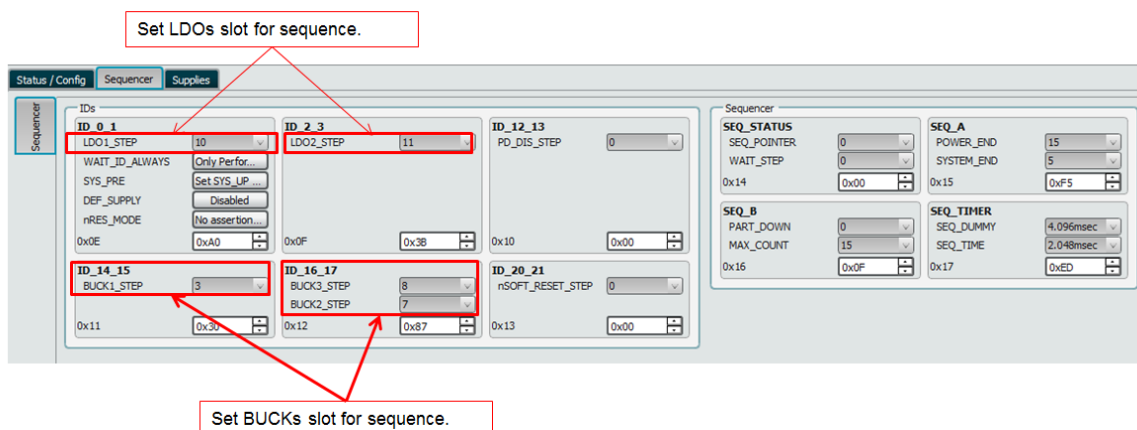 Set LDOs slot for sequence.
Status / Config Sequencer Supplies
Sequencer
IDs
ID_0_1
LDO1_STEP 10
WAIT_ID_ALWAYS Only Perfor...
SYS_PRE Set SYS_UP ...
DEF_SUPPLY Disabled
nRES_MODE No assertion...
0x0E 0xA0
ID_2_3
LDO2_STEP 11
0x0F 0x3B
ID_12_13
PD_DIS_STEP 0
0x10 0x00
ID_14_15
BUCK1_STEP 3
0x11 0x30
ID_16_17
BUCK3_STEP 8
BUCK2_STEP 7
0x12 0x87
ID_20_21
nSOFT_RESET_STEP 0
0x13 0x00
Sequencer
SEQ_STATUS
SEQ_POINTER 0
WAIT_STEP 0
0x14 0x00
SEQ_A
POWER_END 15
SYSTEM_END 5
0x15 0xF5
SEQ_B
PART_DOWN 0
MAX_COUNT 15
0x16 0x0F
SEQ_TIMER
SEQ_DUMMY 4.096msec
SEQ_TIME 2.048msec
0x17 0xED
Set BUCKs slot for sequence.